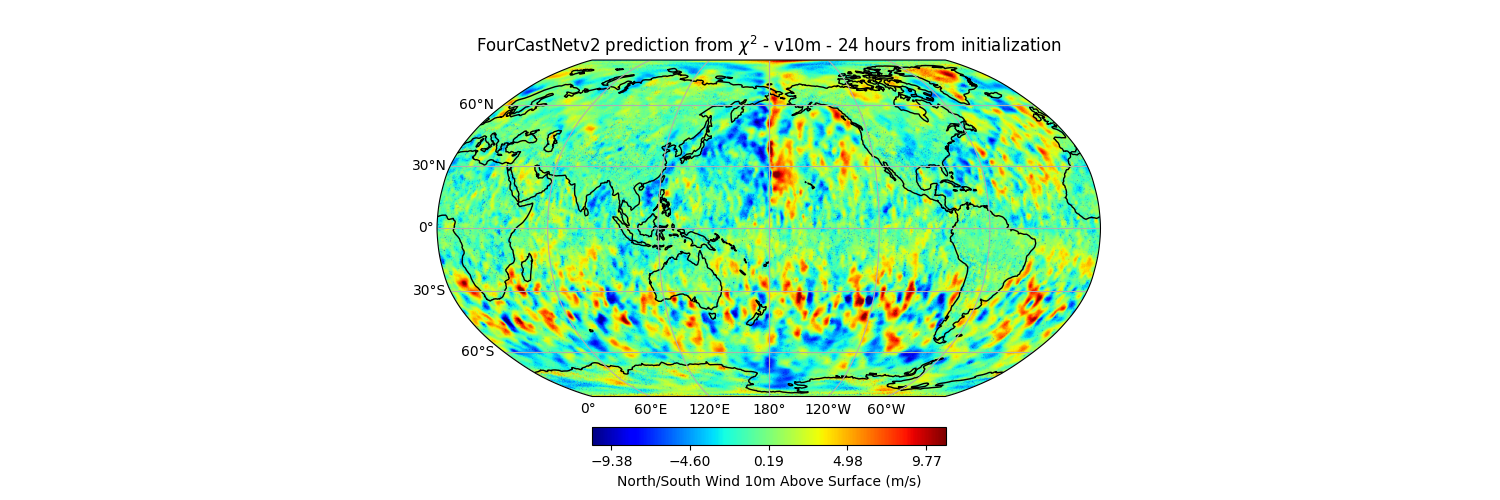 FourCastNetv2 prediction from χ² - v10m - 24 hours from initialization
60°N
30°N
0°
30°S
60°S
0° 60°E 120°E 180° 120°W 60°W
−9.38 −4.60 0.19 4.98 9.77
North/South Wind 10m Above Surface (m/s)